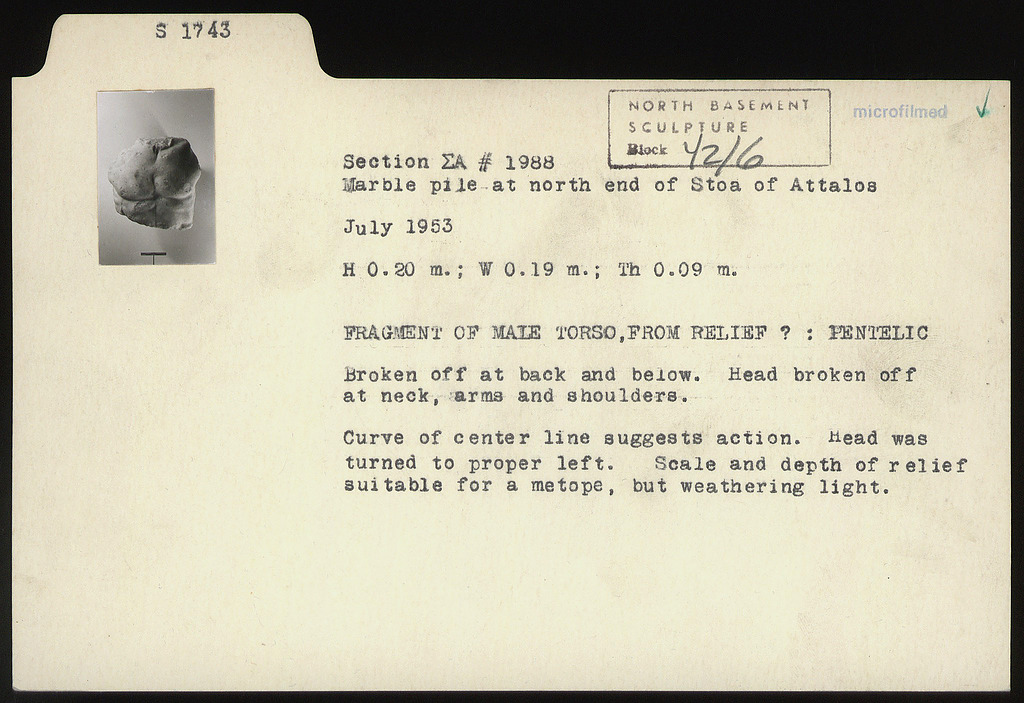 S 1743
NORTH BASEMENT
SCULPTURE
Block 42/6
microfilmed
Section ΣΑ # 1988
Marble pile at north end of Stoa of Attalos
July 1953
H 0.20 m.; W 0.19 m.; Th 0.09 m.
FRAGMENT OF MALE TORSO,FROM RELIEF ? : PENTELIC
Broken off at back and below. Head broken off
at neck, arms and shoulders.
Curve of center line suggests action. Head was
turned to proper left. Scale and depth of relief
suitable for a metope, but weathering light.